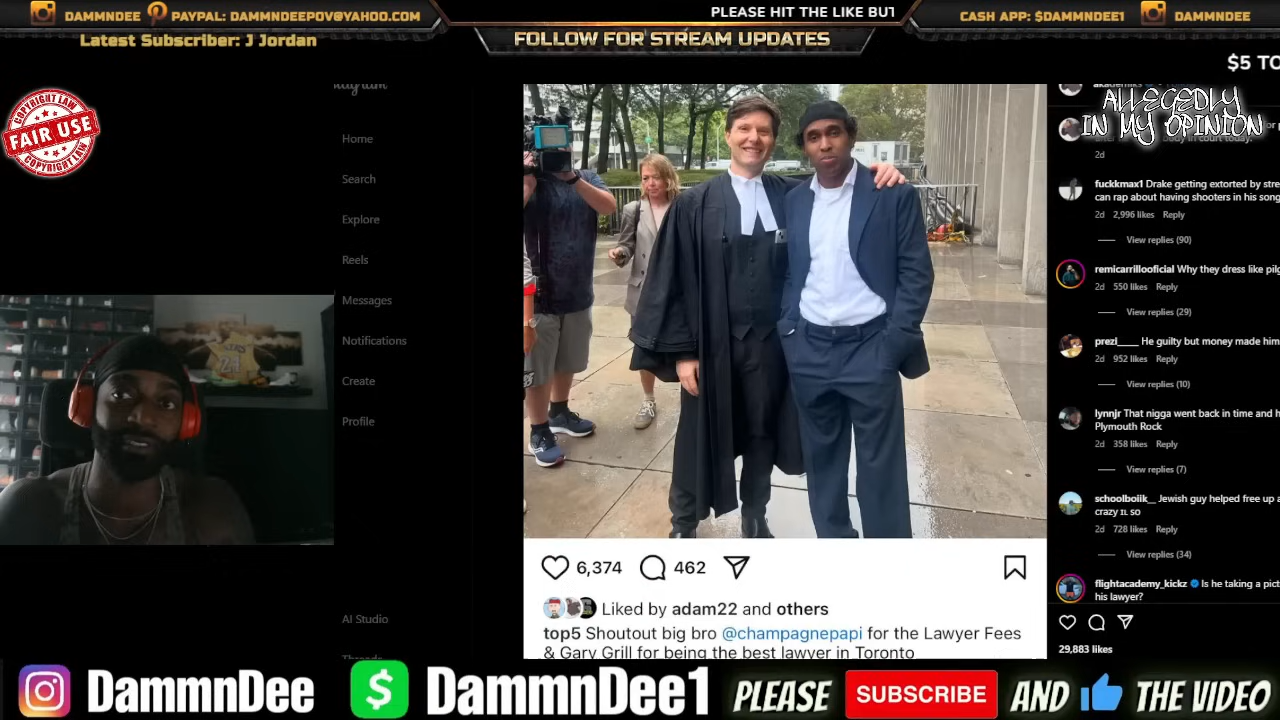 DAMMNDEE PAYPAL: DAMMNDEEPOV@YAHOO.COM
PLEASE HIT THE LIKE BUT
CASH APP: $DAMMNDEE1 DAMMNDEE
Latest Subscriber: J Jordan
FOLLOW FOR STREAM UPDATES
$5 TO
COPYRIGHT LAW
FAIR USE
COPYRIGHT LAW
ALLEGEDLY
IN MY OPINION
Home
Search
Explore
Reels
Messages
Notifications
Create
Profile
AI Studio
24
6,374 462
Liked by adam22 and others
top5 Shoutout big bro @champagnepapi for the Lawyer Fees
& Gary Grill for being the best lawyer in Toronto
2d
fuckkmax1 Drake getting extorted by stre
can rap about having shooters in his song
2d 2,996 likes Reply
View replies (90)
remicarrilloofficial Why they dress like pilg
2d 550 likes Reply
View replies (29)
prezi____ He guilty but money made him
2d 952 likes Reply
View replies (10)
lynnjr That nigga went back in time and h
Plymouth Rock
2d 358 likes Reply
View replies (7)
schoolboiik__ Jewish guy helped free up a
crazy so
2d 728 likes Reply
View replies (34)
flightacademy_kickz Is he taking a pict
his lawyer?
29,883 likes
DammnDee $ DammnDee1 PLEASE SUBSCRIBE AND THE VIDEO